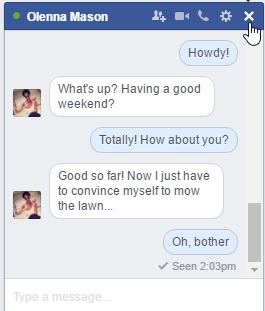 Olenna Mason
Howdy!
What's up? Having a good
weekend?
Totally! How about you?
Good so far! Now I just have
to convince myself to mow
the lawn...
Oh, bother
Seen 2:03pm
Type a message...